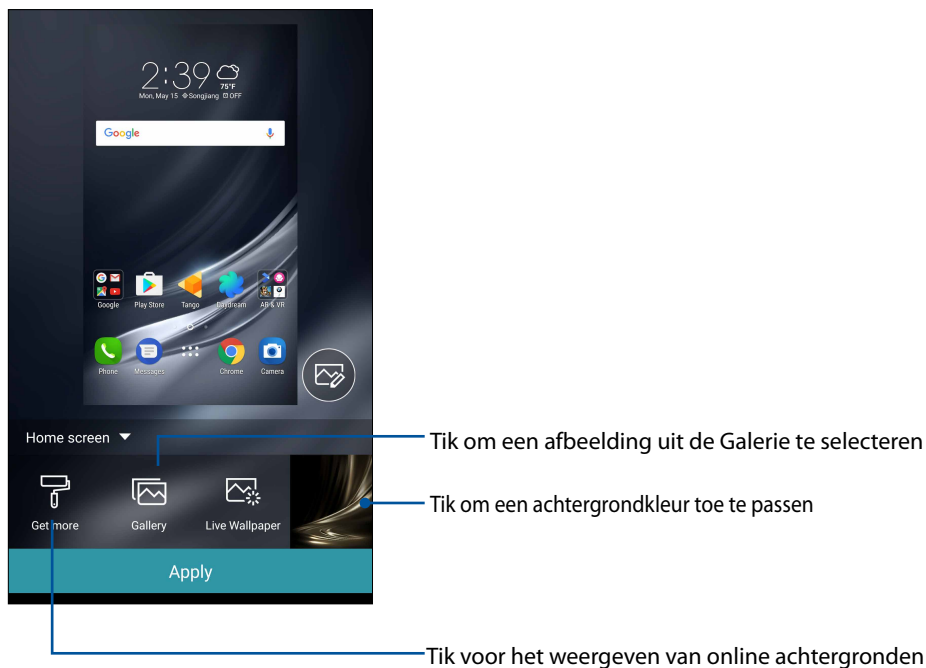 2:39
75°F
Mon, May 15 Songjiang OFF
Google
Google Play Store Tango Daydream AR & VR
Phone Messages Chrome Camera
Home screen
Tik om een afbeelding uit de Galerie te selecteren
Get more Gallery Live Wallpaper
Tik om een achtergrondkleur toe te passen
Apply
Tik voor het weergeven van online achtergronden